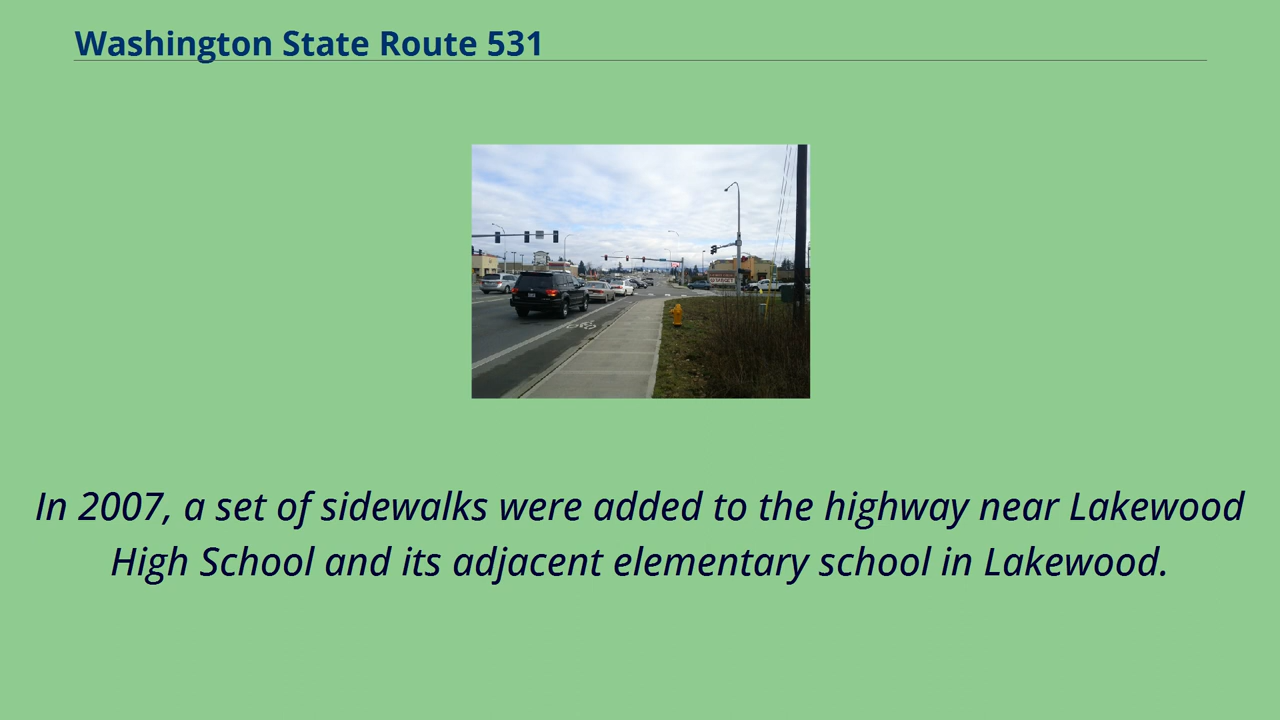 Washington State Route 531
In 2007, a set of sidewalks were added to the highway near Lakewood
High School and its adjacent elementary school in Lakewood.